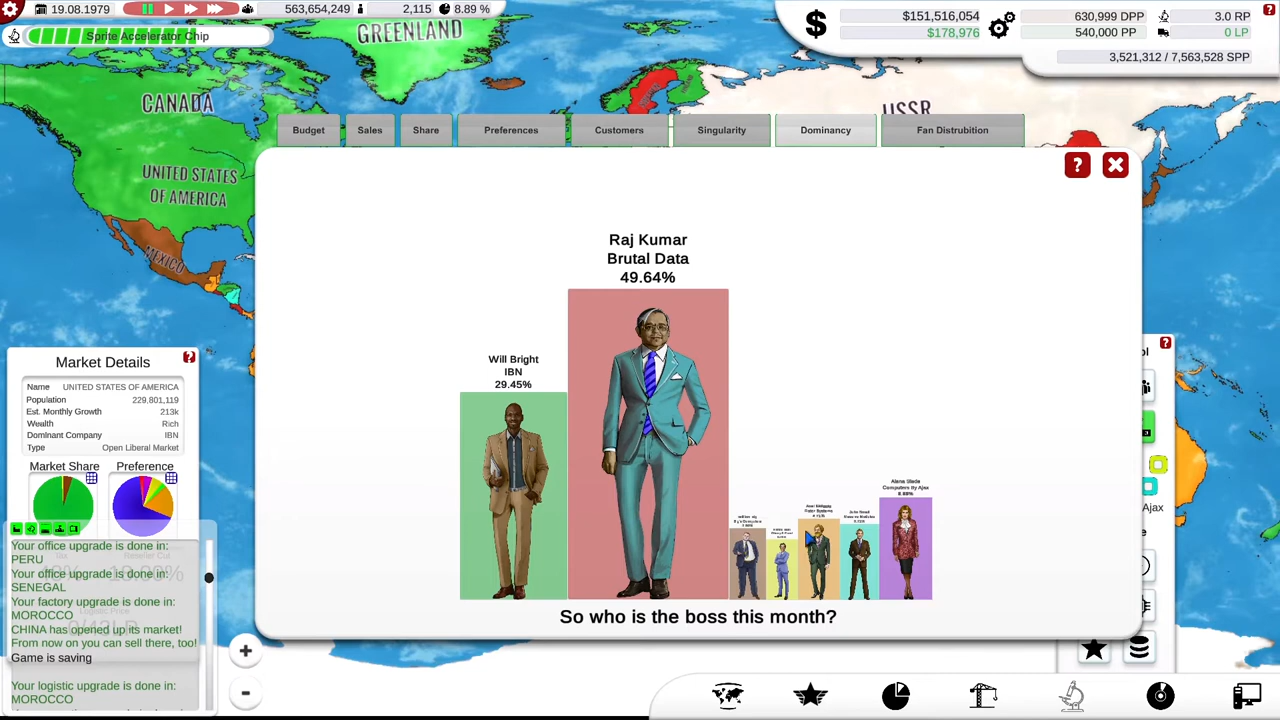 19.08.1979
563,654,249
2,115
8.89 %
$151,516,054
$178,976
630,999 DPP
540,000 PP
3.0 RP
0 LP
3,521,312 / 7,563,528 SPP
Sprite Accelerator Chip
GREENLAND
CANADA
USSR
UNITED STATES
OF AMERICA
MEXICO
Budget
Sales
Share
Preferences
Customers
Singularity
Dominancy
Fan Distrubition
?
Raj Kumar
Brutal Data
49.64%
Will Bright
IBN
29.45%
Computers By Ajax
So who is the boss this month?
Market Details
?
Name UNITED STATES OF AMERICA
Population 229,801,119
Est. Monthly Growth 213k
Wealth Rich
Dominant Company IBN
Type Open Liberal Market
Market Share
Preference
Your office upgrade is done in:
PERU
Your office upgrade is done in:
SENEGAL
Your factory upgrade is done in:
MOROCCO
CHINA has opened up its market!
From now on you can sell there, too!
Game is saving
Your logistic upgrade is done in:
MOROCCO
Logistic Price
Ajax
+
-